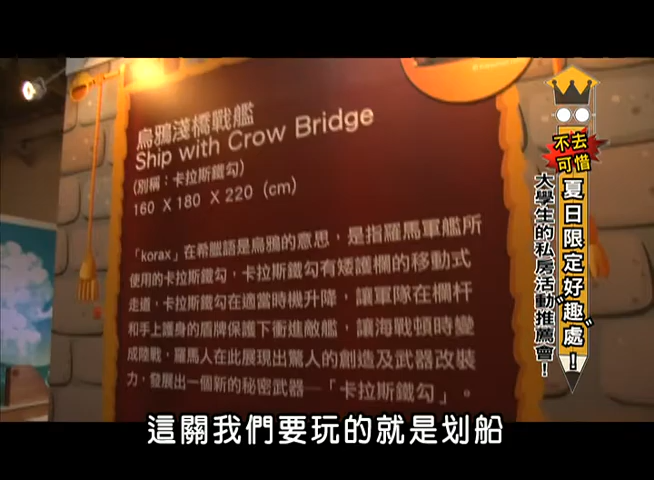 烏鴉淺橋戰艦
Ship with Crow Bridge
(別稱：卡拉斯鐵勾)
160 X 180 X 220 (cm)
「korax」在希臘語是烏鴉的意思，是指羅馬軍艦所
使用的卡拉斯鐵勾，卡拉斯鐵勾有矮護欄的移動式
走道，卡拉斯鐵勾在適當時機升降，讓軍隊在欄杆
和手上護身的盾牌保護下衝進敵艦，讓海戰頓時變
成陸戰，羅馬人在此展現出驚人的創造及武器改裝
力，發展出一個新的秘密武器─「卡拉斯鐵勾」。
不去
可惜
夏日限定好"趣處"！
大學生的私房活動推薦會！
這關我們要玩的就是划船